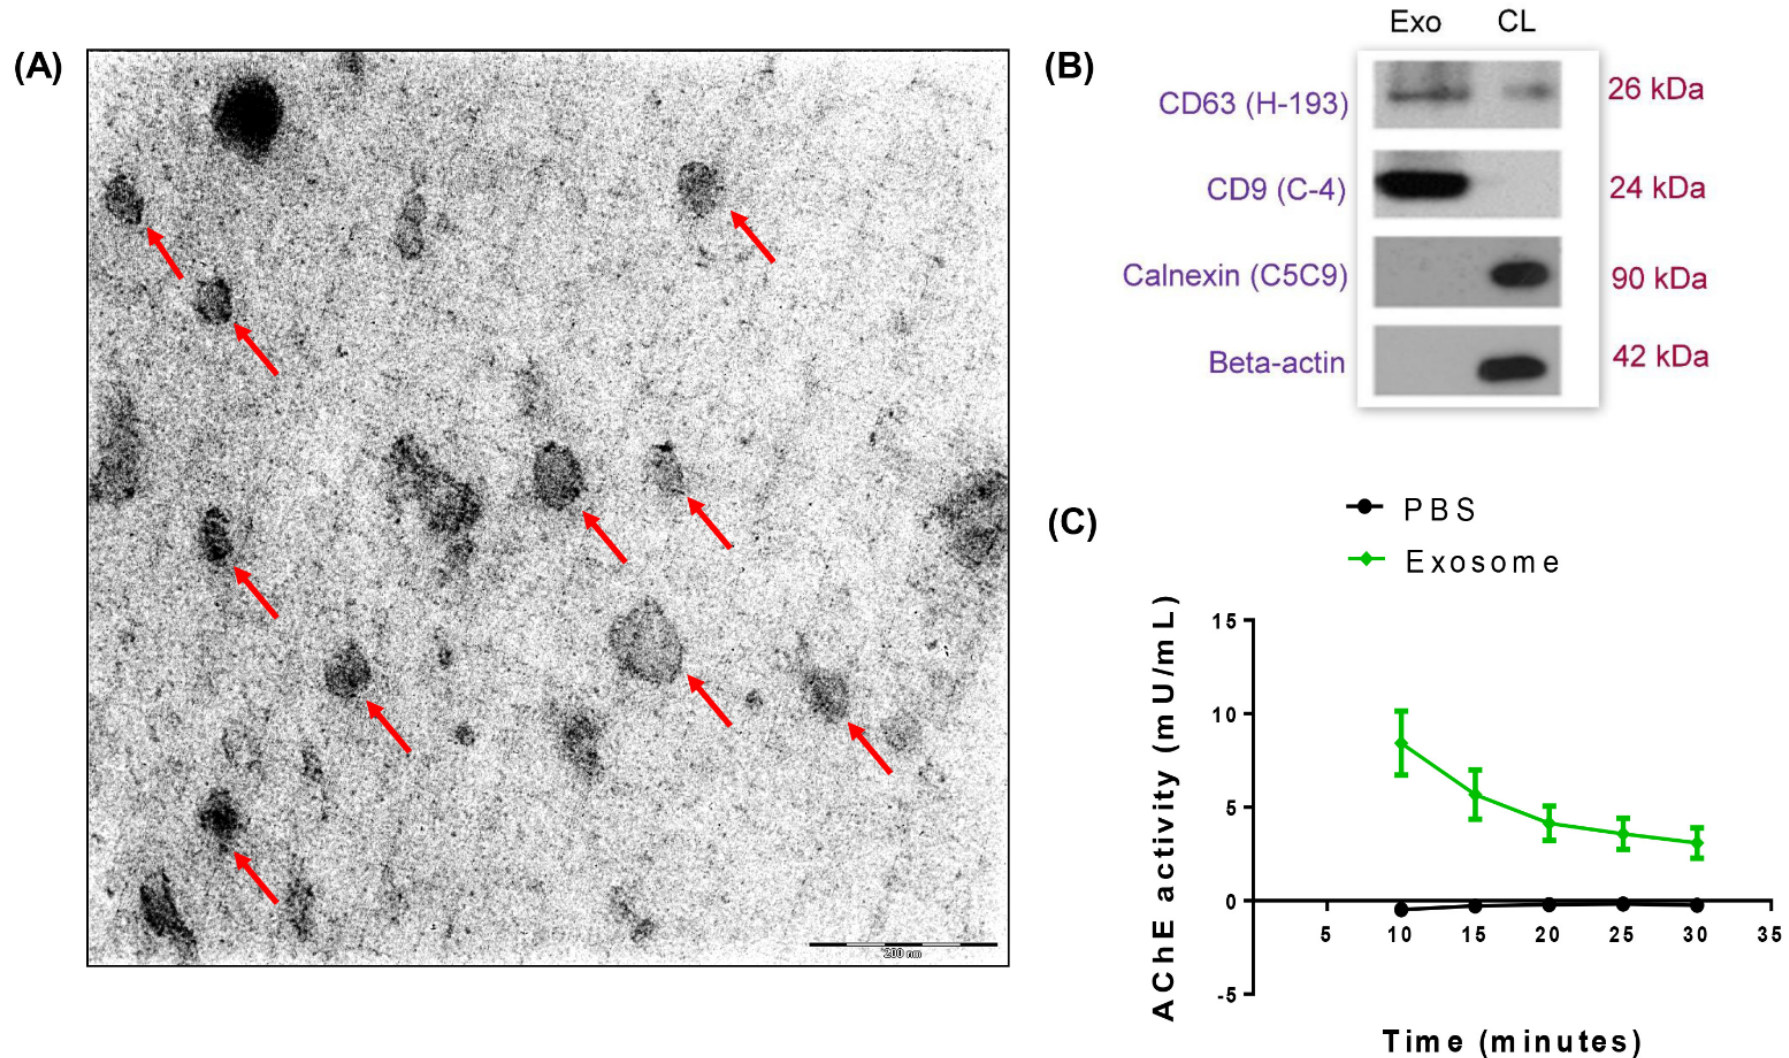 (A)
200 nm
(B)
Exo CL
CD63 (H-193) 26 kDa
CD9 (C-4) 24 kDa
Calnexin (C5C9) 90 kDa
Beta-actin 42 kDa
(C)
PBS
Exosome
AChE activity (mU/mL)
15
10
5
0
-5
5 10 15 20 25 30 35
Time (minutes)